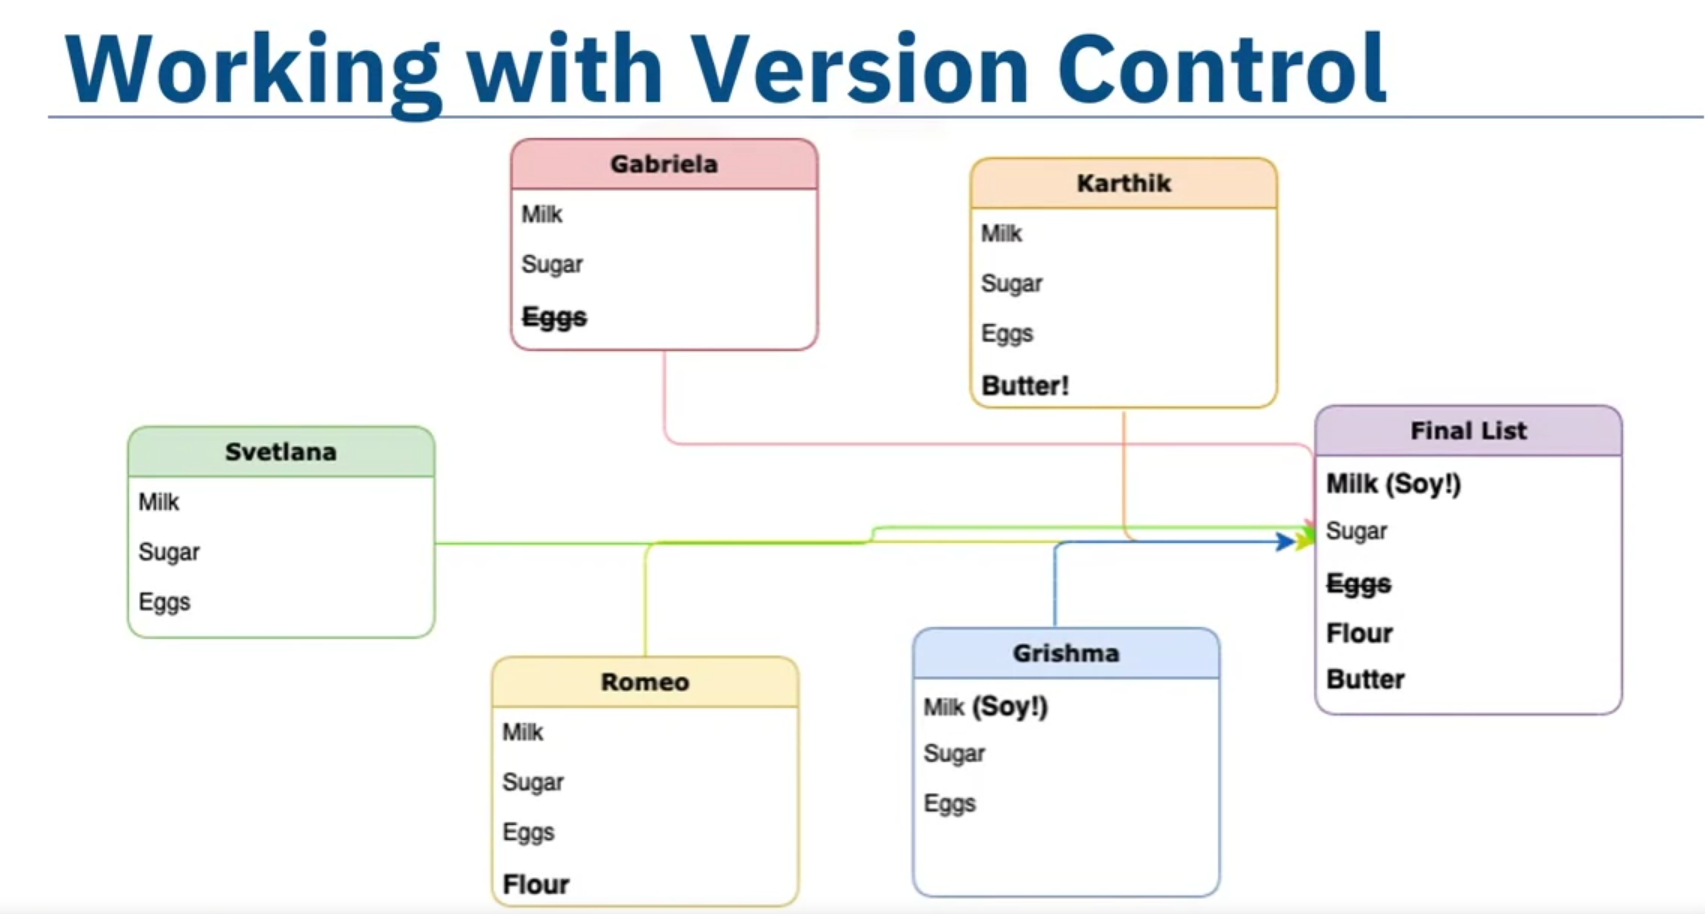 Working with Version Control
Gabriela
Milk
Sugar
Eggs
Karthik
Milk
Sugar
Eggs
Butter!
Svetlana
Milk
Sugar
Eggs
Romeo
Milk
Sugar
Eggs
Flour
Grishma
Milk (Soy!)
Sugar
Eggs
Final List
Milk (Soy!)
Sugar
Eggs
Flour
Butter